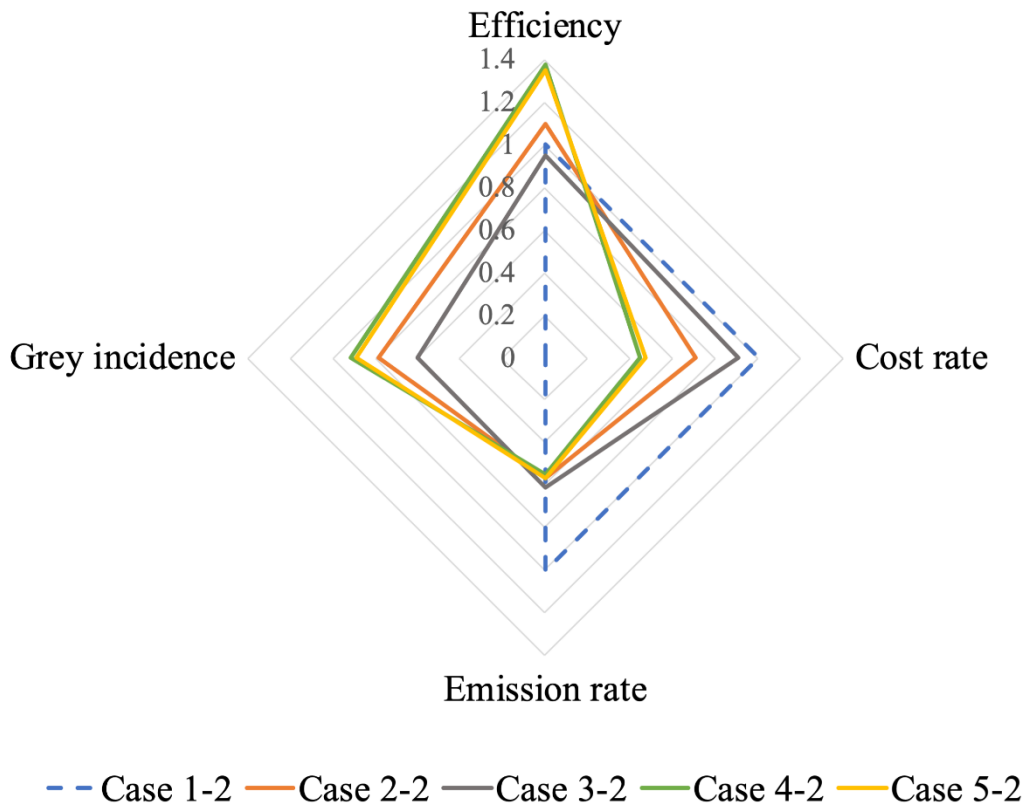 Efficiency
1.4
1.2
1
0.8
0.6
0.4
0.2
0
Grey incidence
Cost rate
Emission rate
Case 1-2 Case 2-2 Case 3-2 Case 4-2 Case 5-2